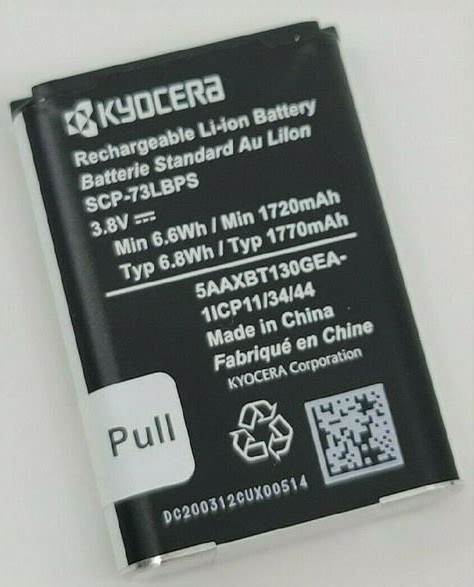 KYOCERA
Rechargeable Li-ion Battery
Batterie Standard Au LiIon
SCP-73LBPS
3.8V ⎓
Min 6.6Wh / Min 1720mAh
Typ 6.8Wh / Typ 1770mAh
5AAXBT130GEA-
1ICP11/34/44
Made in China
Fabriqué en Chine
KYOCERA Corporation
Pull
DC200312CUX00514